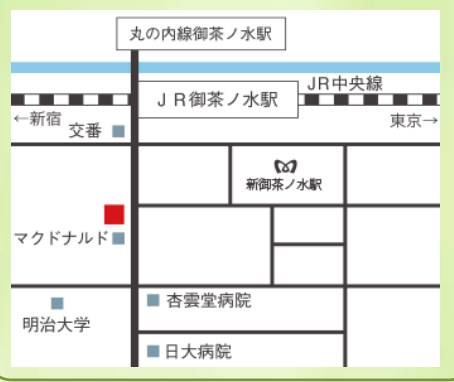 丸の内線御茶ノ水駅
JR中央線
JR御茶ノ水駅
←新宿
東京→
交番
新御茶ノ水駅
マクドナルド
杏雲堂病院
明治大学
日大病院